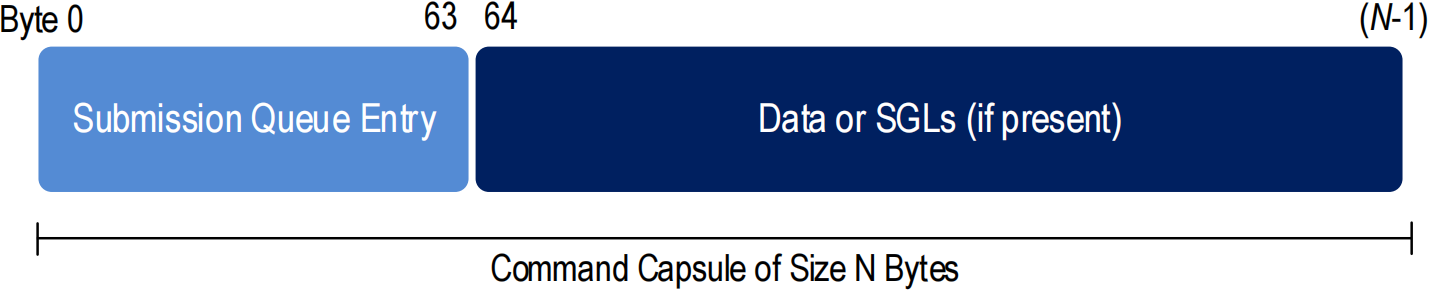 Byte 0 63 64 (N-1)
Submission Queue Entry Data or SGLs (if present)
Command Capsule of Size N Bytes